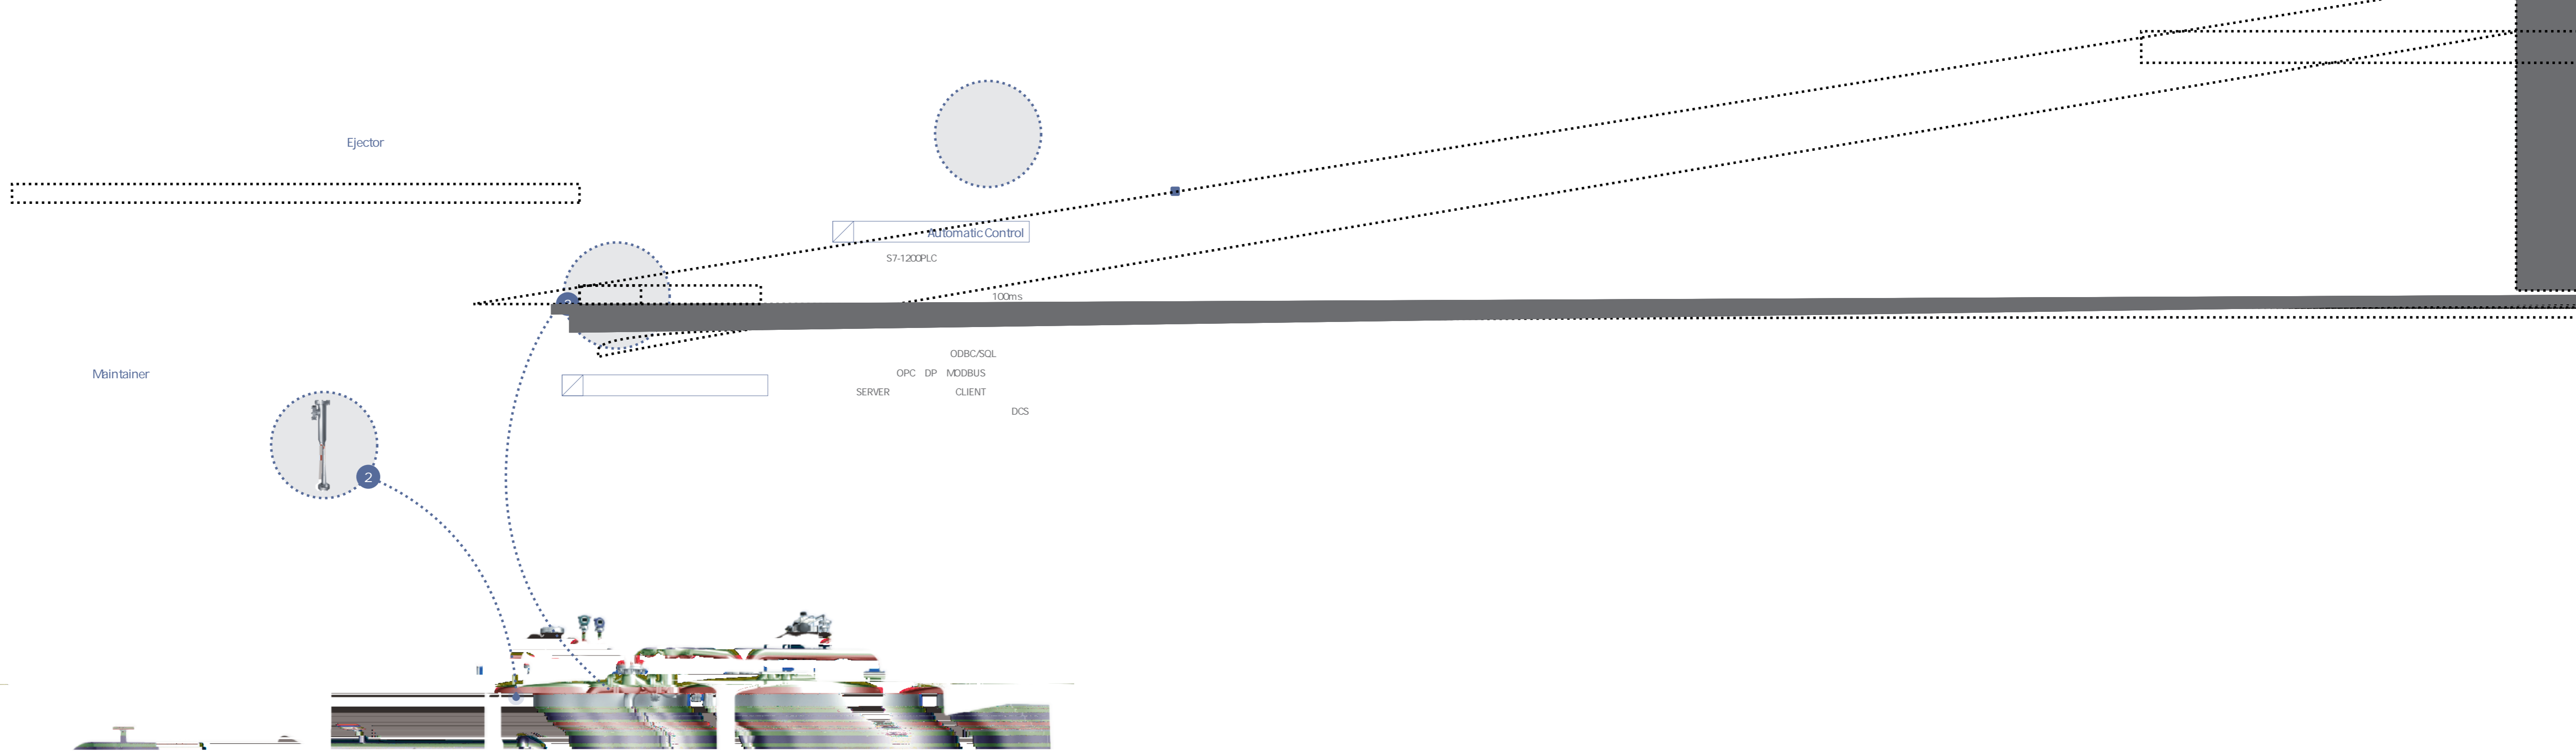 Ejector
Automatic Control
S7-1200PLC
100ms
ODBC/SQL
OPC DP MODBUS
SERVER CLIENT
DCS
Maintainer
2